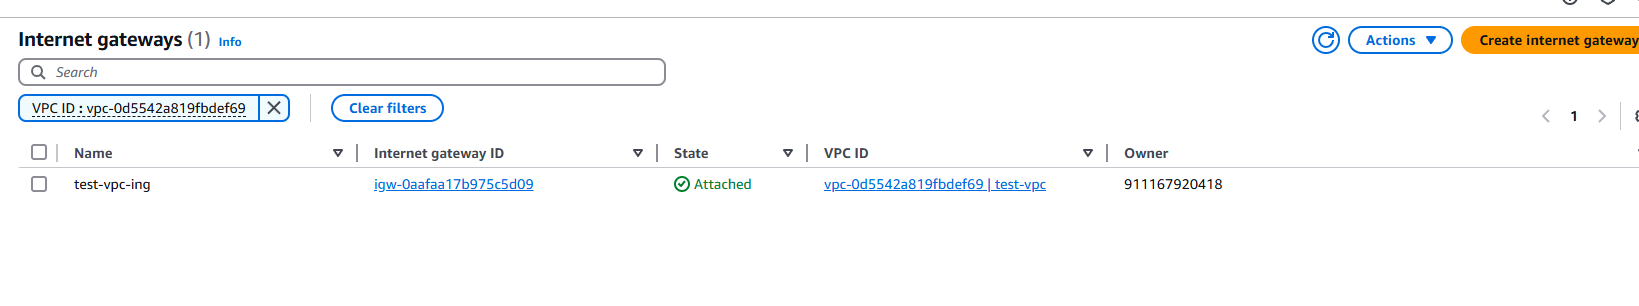 Internet gateways (1) Info
Actions
Create internet gateway
Search
VPC ID : vpc-0d5542a819fbdef69
Clear filters
1
Name Internet gateway ID State VPC ID Owner
test-vpc-ing igw-0aafaa17b975c5d09 Attached vpc-0d5542a819fbdef69 | test-vpc 911167920418